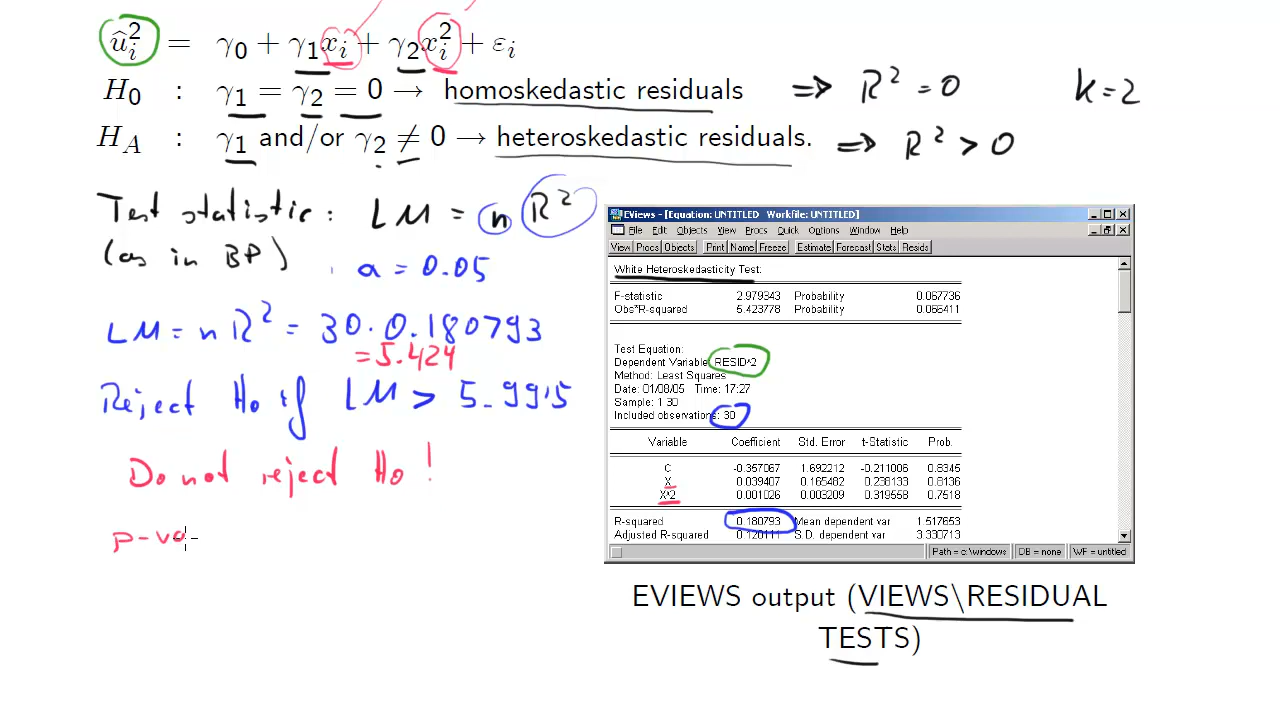 û²ᵢ = γ₀ + γ₁xᵢ + γ₂x²ᵢ + εᵢ
H₀ : γ₁ = γ₂ = 0 → homoskedastic residuals ⇒ R² = 0 k=2
H_A : γ₁ and/or γ₂ ≠ 0 → heteroskedastic residuals. ⇒ R² > 0
Test statistic : LM = n R²
(as in BP)
a = 0.05
LM = n R² = 30 · 0.180793
= 5.424
Reject Ho if LM > 5.9915
Do not reject Ho !
p-va
EViews - [Equation: UNTITLED Workfile: UNTITLED]
File Edit Objects View Procs Quick Options Window Help
View Procs Objects Print Name Freeze Estimate Forecast Stats Resids
White Heteroskedasticity Test:
F-statistic 2.979343 Probability 0.067736
Obs*R-squared 5.423778 Probability 0.066411
Test Equation:
Dependent Variable: RESID^2
Method: Least Squares
Date: 01/08/05 Time: 17:27
Sample: 1 30
Included observations: 30
Variable Coefficient Std. Error t-Statistic Prob.
C -0.357067 1.692212 -0.211006 0.8345
X 0.039407 0.165482 0.238133 0.8136
X^2 0.001026 0.003209 0.319558 0.7518
R-squared 0.180793 Mean dependent var 1.517653
Adjusted R-squared 0.120111 S.D. dependent var 3.330713
Path = c:\windows DB = none WF = untitled
EVIEWS output (VIEWS\RESIDUAL
TESTS)